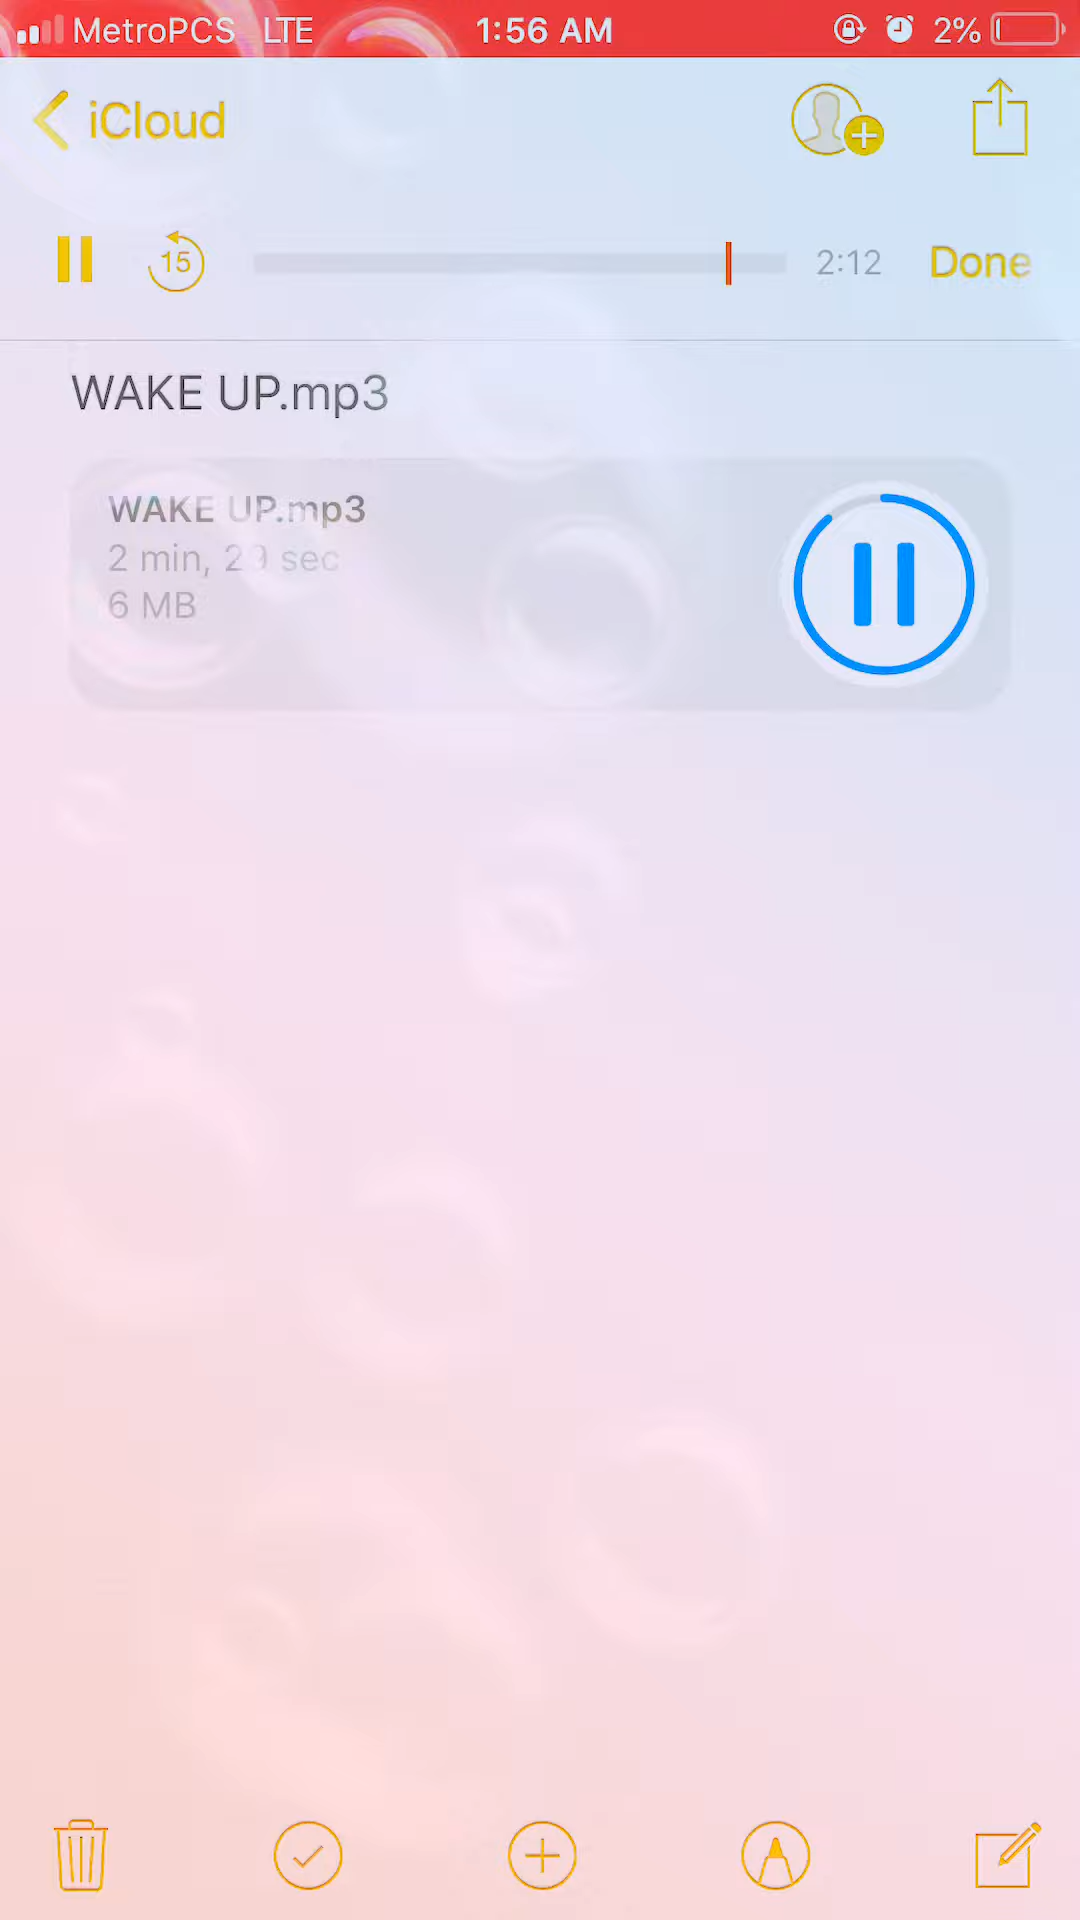 MetroPCS LTE 1:56 AM 2%
iCloud
15 2:12 Done
WAKE UP.mp3
WAKE UP.mp3
2 min, 29 sec
6 MB